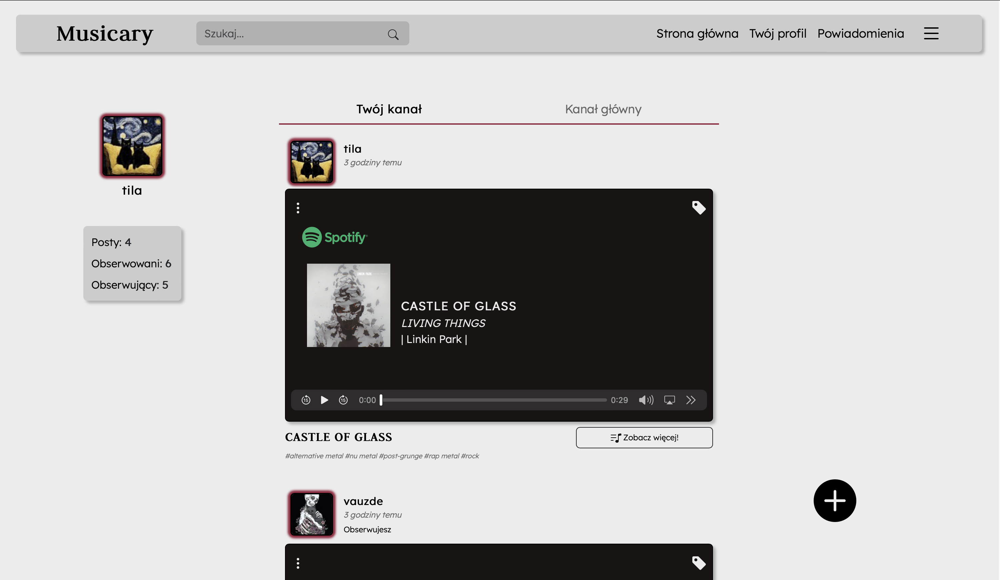 Musicary
Szukaj...
Strona główna Twój profil Powiadomienia
Twój kanał Kanał główny
tila
Posty: 4
Obserwowani: 6
Obserwujący: 5
tila
3 godziny temu
Spotify
LINKIN PARK
CASTLE OF GLASS
LIVING THINGS
| Linkin Park |
15 15 0:00 0:29
CASTLE OF GLASS
Zobacz więcej!
#alternative metal #nu metal #post-grunge #rap metal #rock
vauzde
3 godziny temu
Obserwujesz